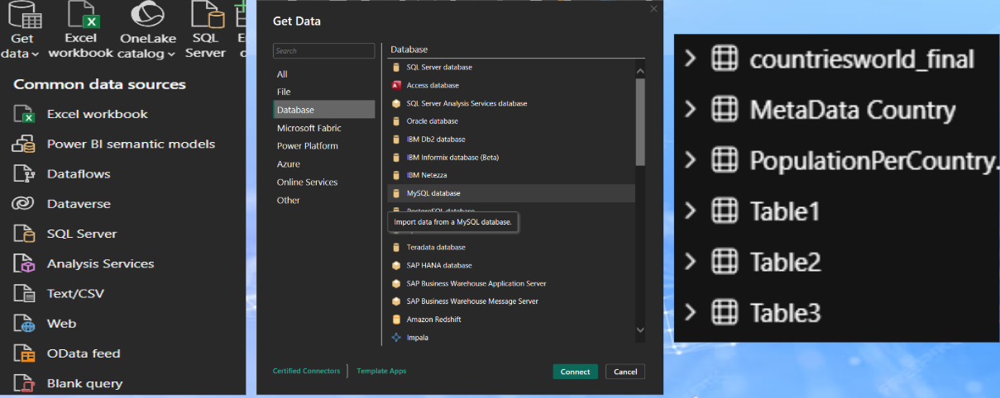 Get
data
Excel
workbook
OneLake
catalog
SQL
Server
Common data sources
Excel workbook
Power BI semantic models
Dataflows
Dataverse
SQL Server
Analysis Services
Text/CSV
Web
OData feed
Blank query
Get Data
Search
All
File
Database
Microsoft Fabric
Power Platform
Azure
Online Services
Other
Database
SQL Server database
Access database
SQL Server Analysis Services database
Oracle database
IBM Db2 database
IBM Informix database (Beta)
IBM Netezza
MySQL database
PostgreSQL database
Import data from a MySQL database.
Teradata database
SAP HANA database
SAP Business Warehouse Application Server
SAP Business Warehouse Message Server
Amazon Redshift
Impala
Certified Connectors
Template Apps
Connect
Cancel
countriesworld_final
MetaData Country
PopulationPerCountry.
Table1
Table2
Table3